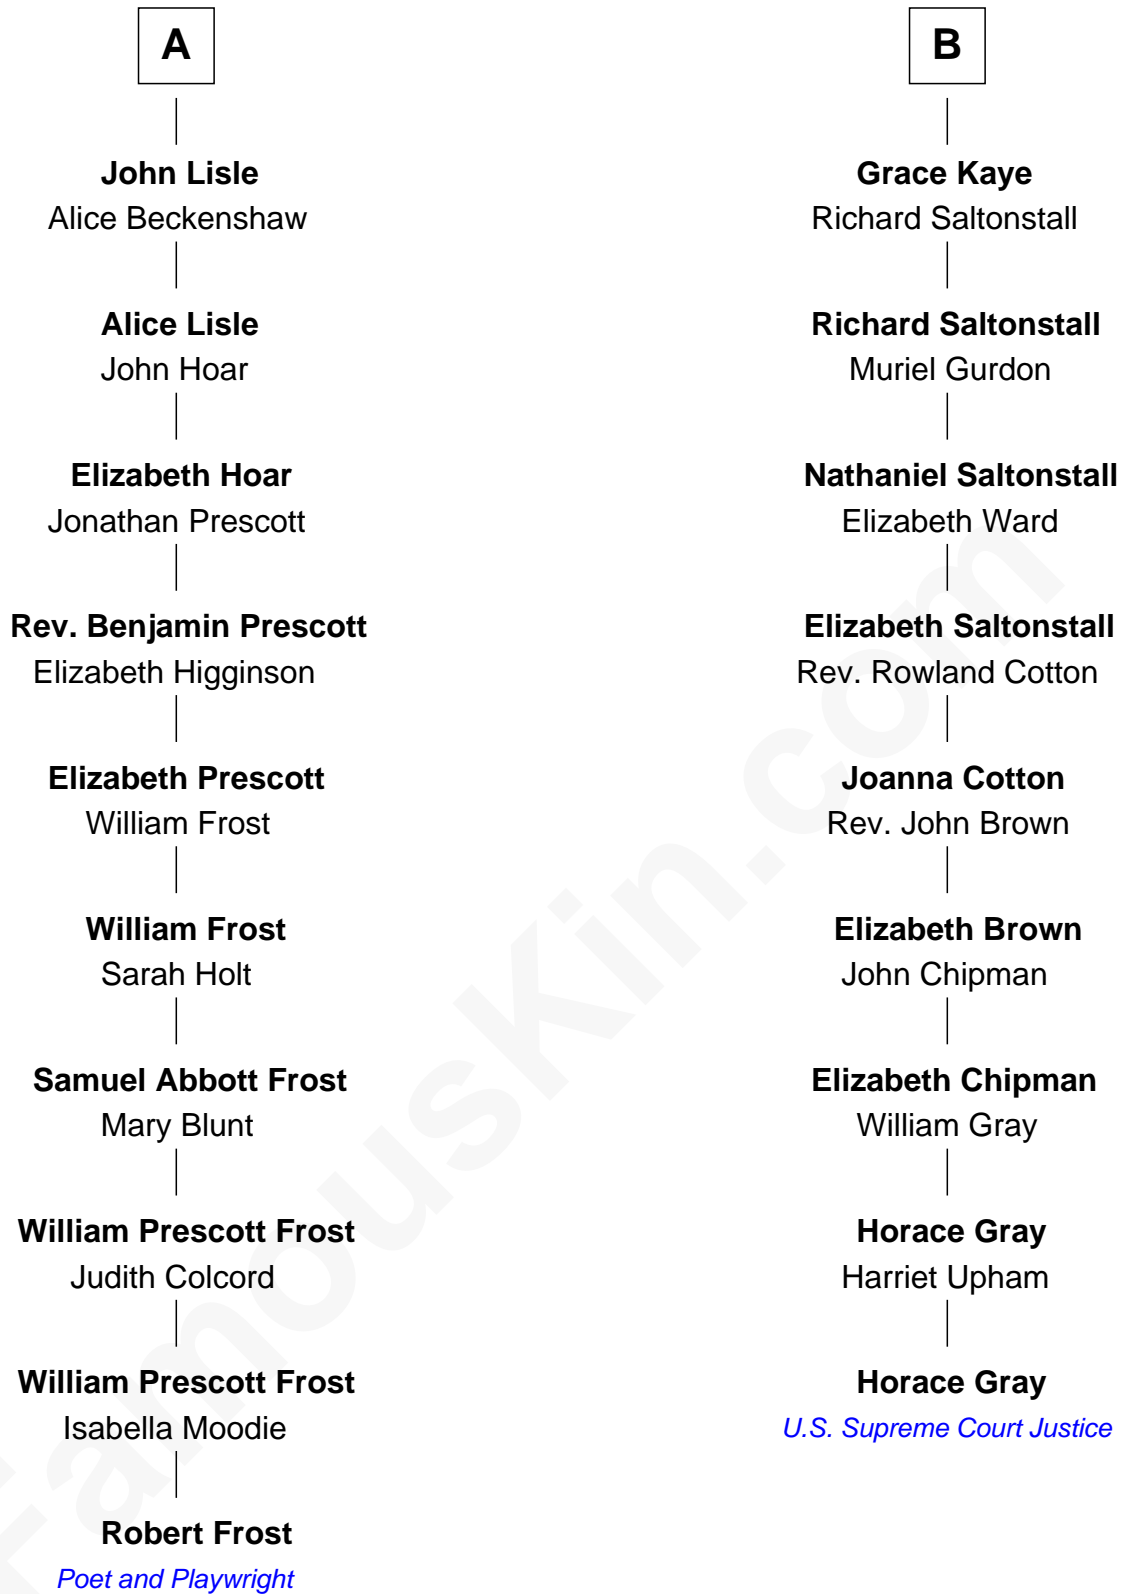 A
John Lisle
Alice Beckenshaw
Alice Lisle
John Hoar
Elizabeth Hoar
Jonathan Prescott
Rev. Benjamin Prescott
Elizabeth Higginson
Elizabeth Prescott
William Frost
William Frost
Sarah Holt
Samuel Abbott Frost
Mary Blunt
William Prescott Frost
Judith Colcord
William Prescott Frost
Isabella Moodie
Robert Frost
Poet and Playwright
B
Grace Kaye
Richard Saltonstall
Richard Saltonstall
Muriel Gurdon
Nathaniel Saltonstall
Elizabeth Ward
Elizabeth Saltonstall
Rev. Rowland Cotton
Joanna Cotton
Rev. John Brown
Elizabeth Brown
John Chipman
Elizabeth Chipman
William Gray
Horace Gray
Harriet Upham
Horace Gray
U.S. Supreme Court Justice
FamousKin.com